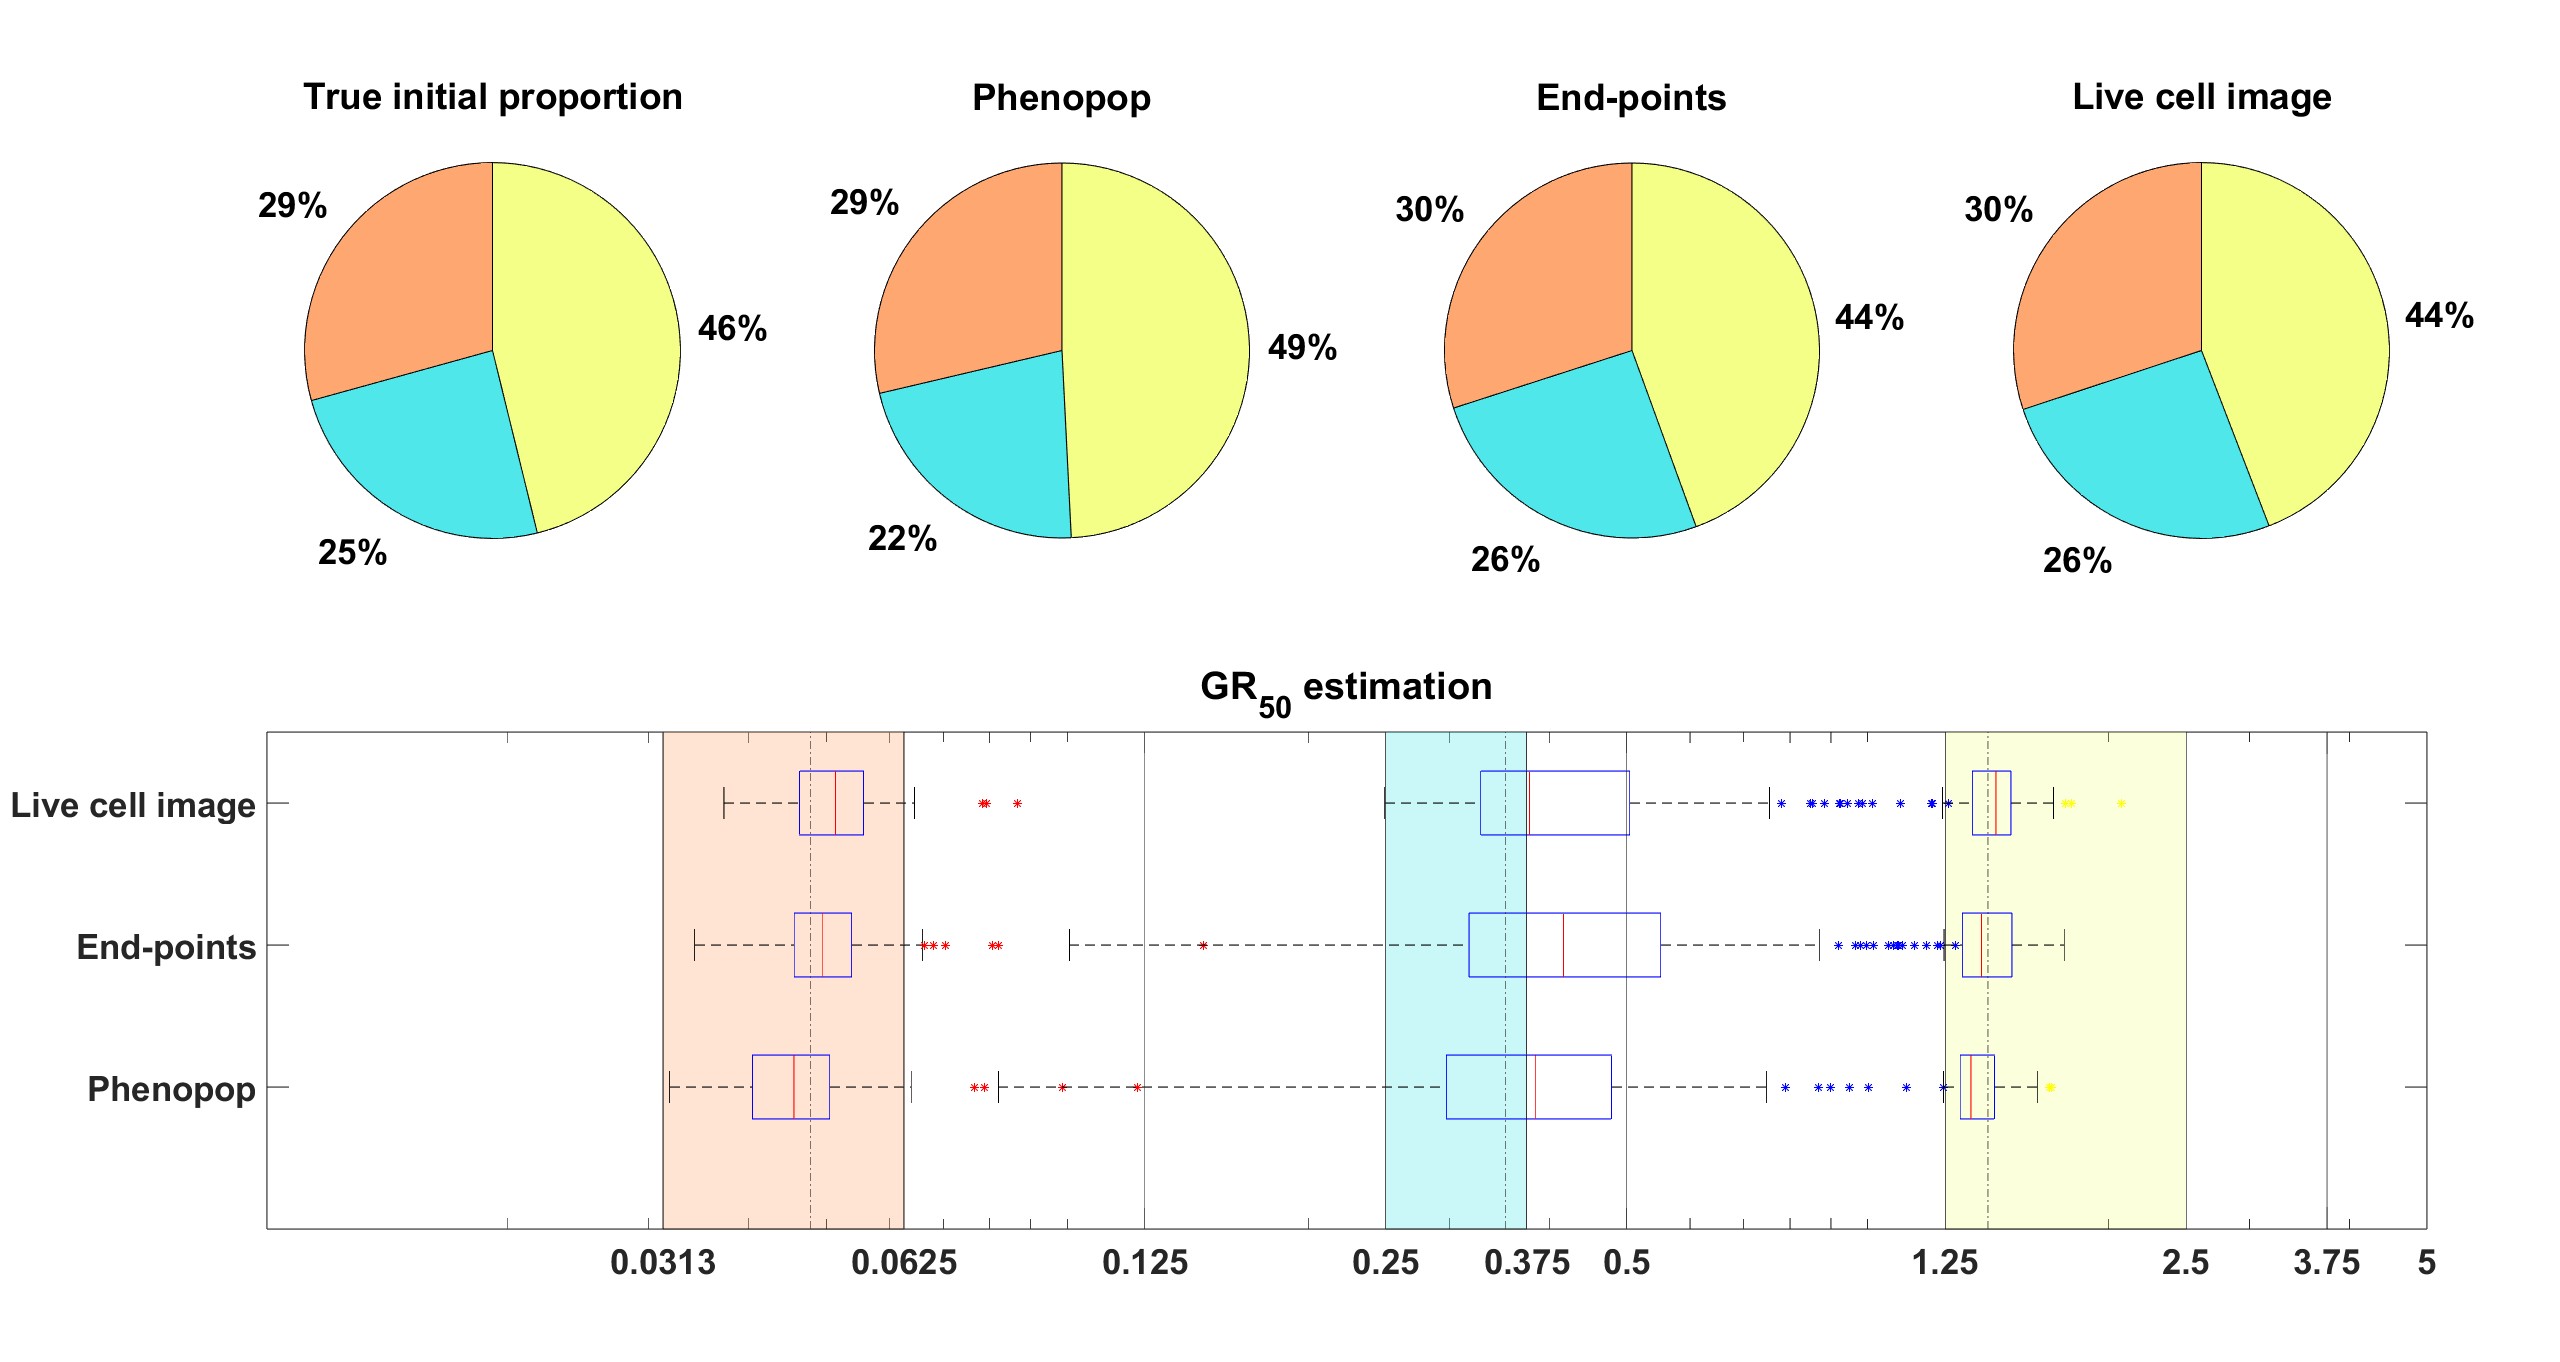 True initial proportion
Phenopop
End-points
Live cell image
29%
46%
25%
29%
49%
22%
30%
44%
26%
30%
44%
26%
GR50 estimation
Live cell image
End-points
Phenopop
0.0313 0.0625 0.125 0.25 0.375 0.5 1.25 2.5 3.75 5